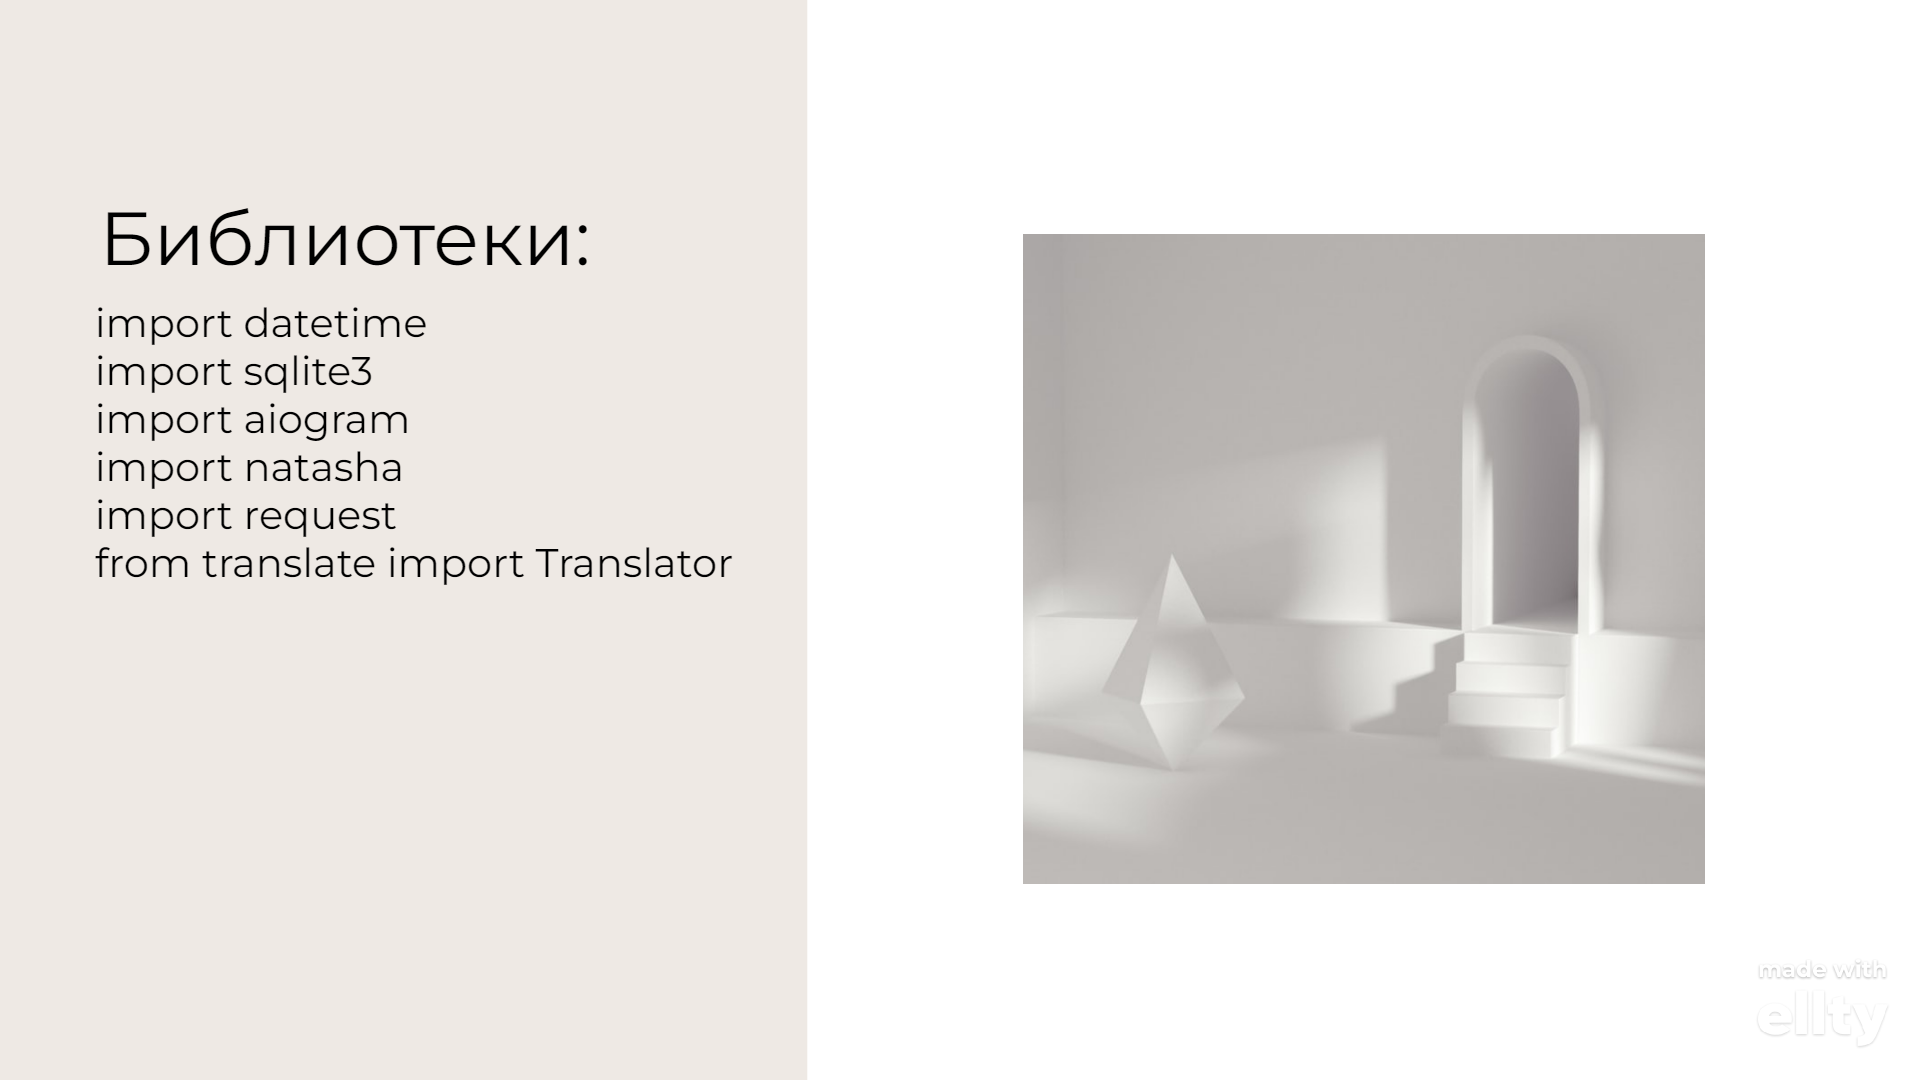 Библиотеки:
import datetime
import sqlite3
import aiogram
import natasha
import request
from translate import Translator
made with
ellty